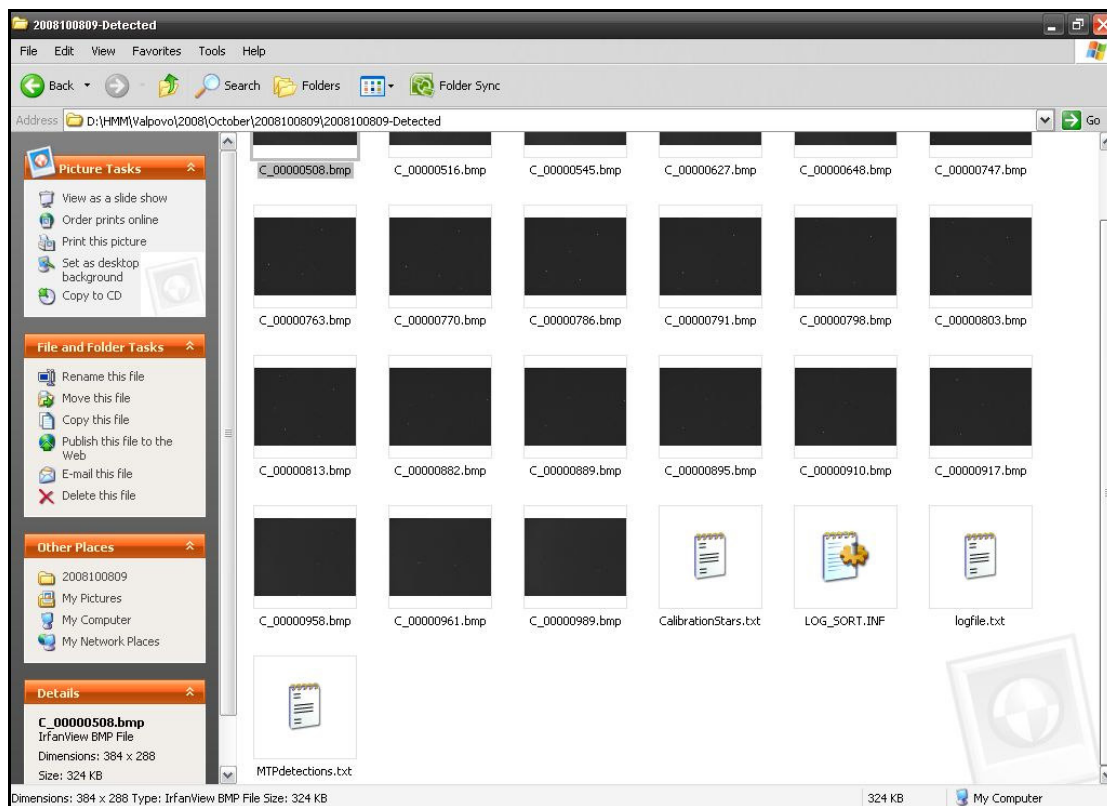 2008100809-Detected
File Edit View Favorites Tools Help
Back Search Folders Folder Sync
Address D:\HMM\Valpovo\2008\October\2008100809\2008100809-Detected Go
Picture Tasks
View as a slide show
Order prints online
Print this picture
Set as desktop
background
Copy to CD
File and Folder Tasks
Rename this file
Move this file
Copy this file
Publish this file to the
Web
E-mail this file
Delete this file
Other Places
2008100809
My Pictures
My Computer
My Network Places
Details
C_00000508.bmp
IrfanView BMP File
Dimensions: 384 x 288
Size: 324 KB
C_00000508.bmp C_00000516.bmp C_00000545.bmp C_00000627.bmp C_00000648.bmp C_00000747.bmp
C_00000763.bmp C_00000770.bmp C_00000786.bmp C_00000791.bmp C_00000798.bmp C_00000803.bmp
C_00000813.bmp C_00000882.bmp C_00000889.bmp C_00000895.bmp C_00000910.bmp C_00000917.bmp
C_00000958.bmp C_00000961.bmp C_00000989.bmp CalibrationStars.txt LOG_SORT.INF logfile.txt
MTPdetections.txt
Dimensions: 384 x 288 Type: IrfanView BMP File Size: 324 KB 324 KB My Computer